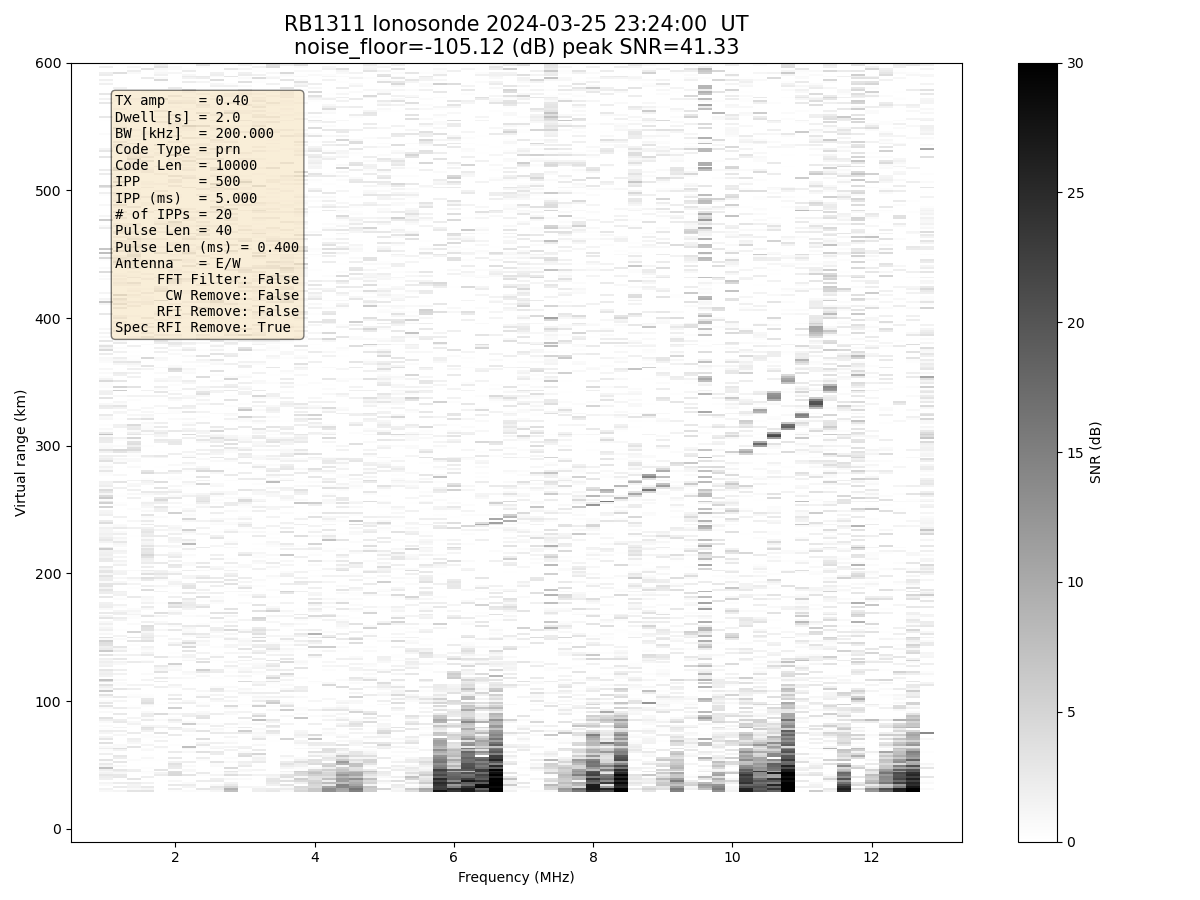 RB1311 Ionosonde 2024-03-25 23:24:00  UT
noise_floor=-105.12 (dB) peak SNR=41.33
TX amp    = 0.40
Dwell [s] = 2.0
BW [kHz]  = 200.000
Code Type = prn
Code Len  = 10000
IPP       = 500
IPP (ms)  = 5.000
# of IPPs = 20
Pulse Len = 40
Pulse Len (ms) = 0.400
Antenna   = E/W
FFT Filter: False
CW Remove: False
RFI Remove: False
Spec RFI Remove: True
600
500
400
300
200
100
0
Virtual range (km)
2 4 6 8 10 12
Frequency (MHz)
30
25
20
15
10
5
0
SNR (dB)